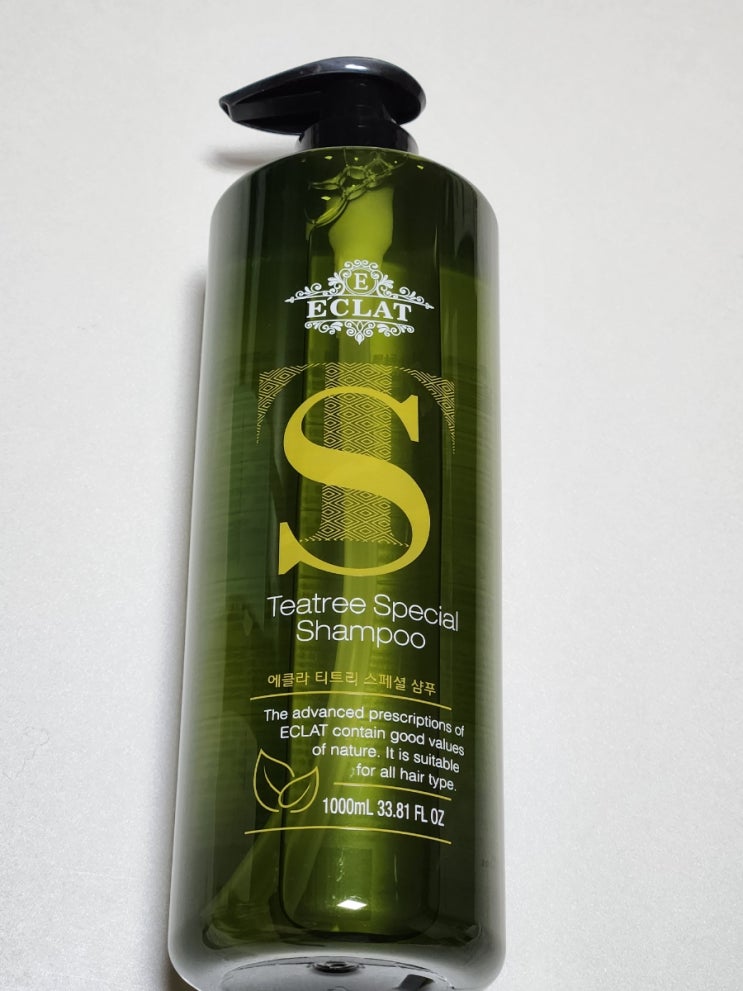 E
ECLAT
TS
Teatree Special
Shampoo
에클라 티트리 스페셜 샴푸
The advanced prescriptions of
ECLAT contain good values
of nature. It is suitable
for all hair type.
1000mL 33.81 FL OZ